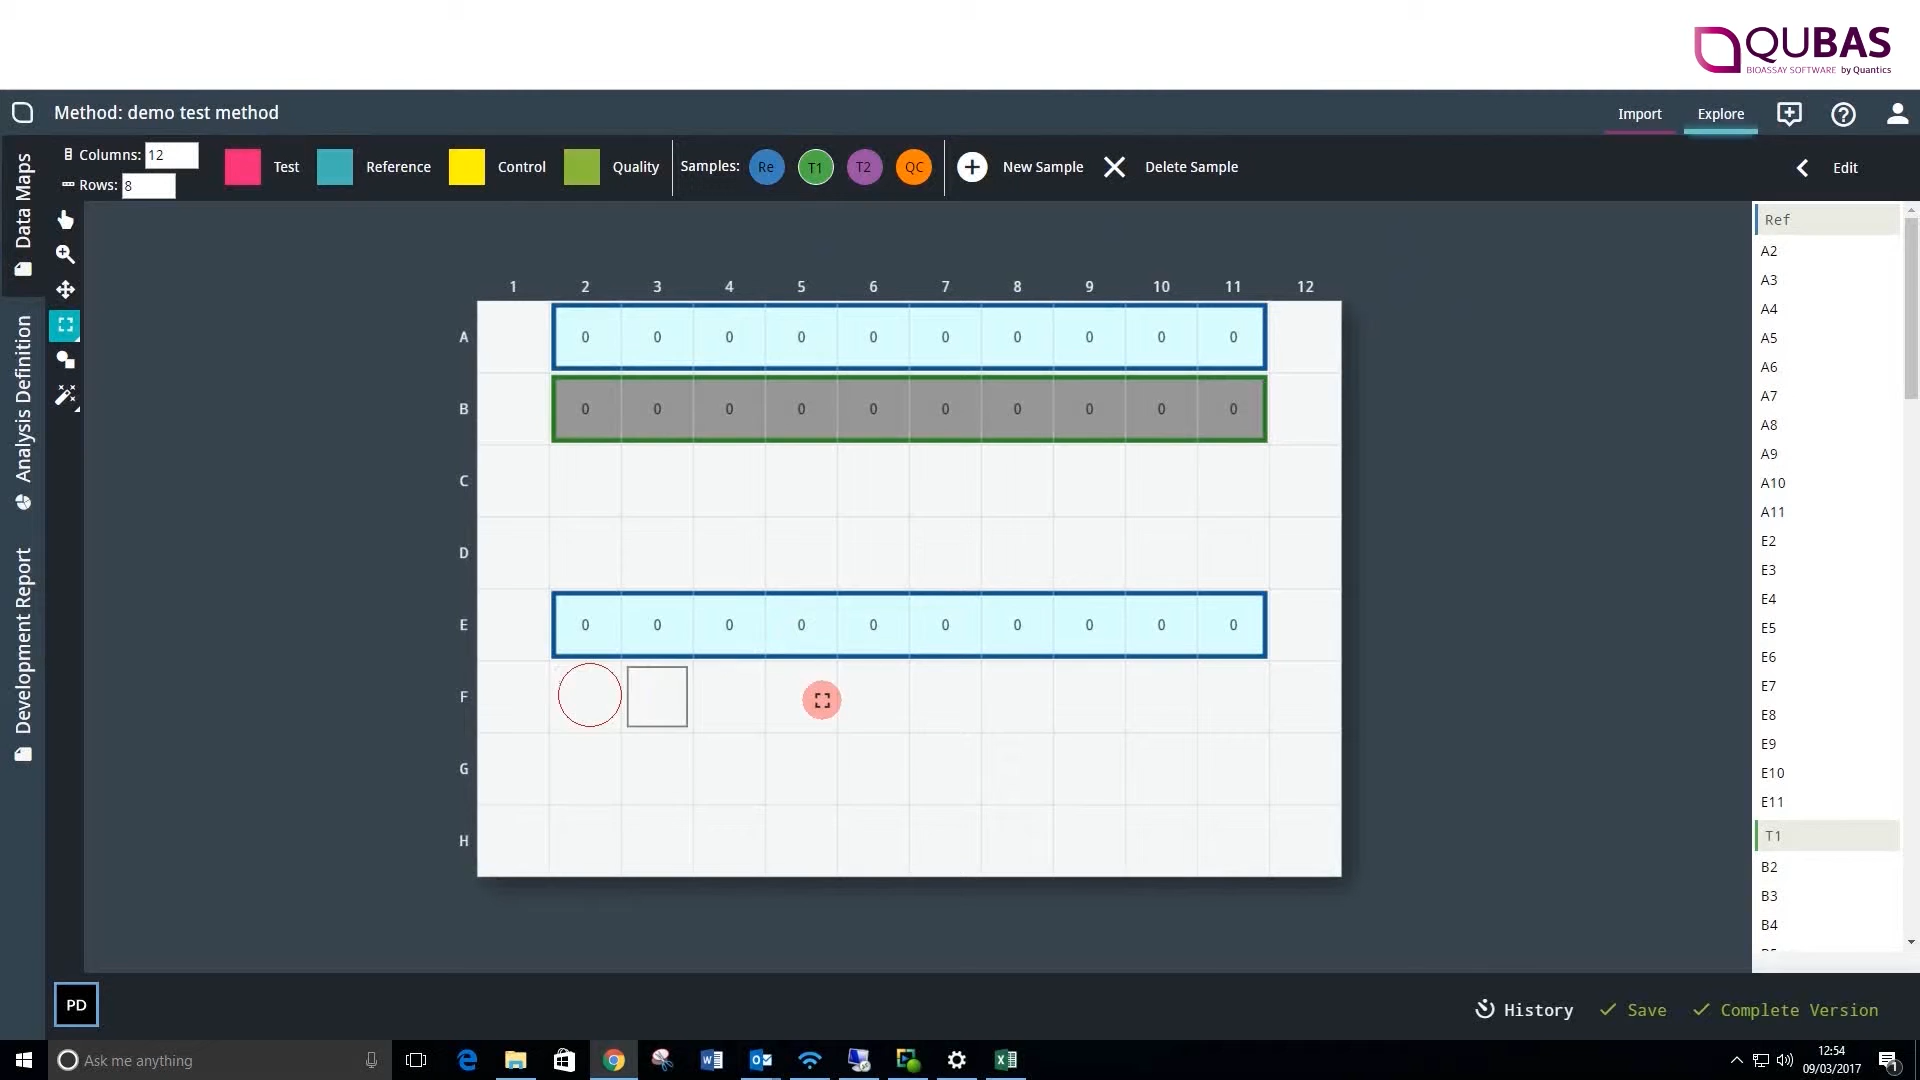 QUBAS
BIOASSAY SOFTWARE by Quantics
Method: demo test method
Import
Explore
Columns: 12
Rows: 8
Test
Reference
Control
Quality
Samples:
Re
T1
T2
QC
New Sample
Delete Sample
Edit
Data Maps
Analysis Definition
Development Report
1 2 3 4 5 6 7 8 9 10 11 12
A 0 0 0 0 0 0 0 0 0 0
B 0 0 0 0 0 0 0 0 0 0
C
D
E 0 0 0 0 0 0 0 0 0 0
F
G
H
Ref
A2
A3
A4
A5
A6
A7
A8
A9
A10
A11
E2
E3
E4
E5
E6
E7
E8
E9
E10
E11
T1
B2
B3
B4
PD
History
Save
Complete Version
Ask me anything
12:54
09/03/2017
1